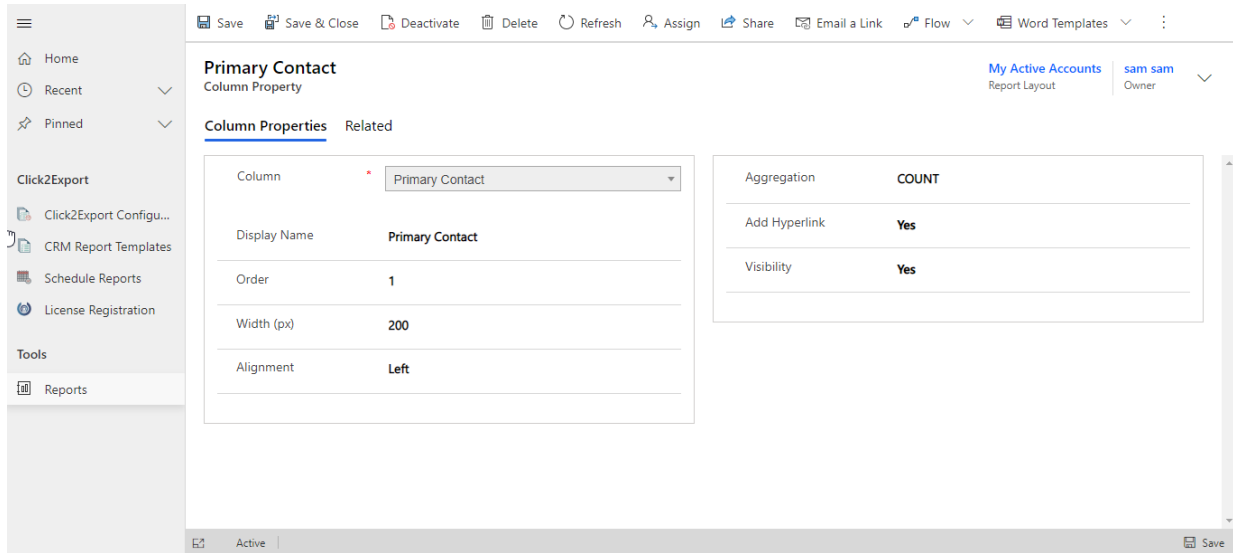 Save Save & Close Deactivate Delete Refresh Assign Share Email a Link Flow Word Templates
Home
Recent
Pinned
Click2Export
Click2Export Configu...
CRM Report Templates
Schedule Reports
License Registration
Tools
Reports
Primary Contact
Column Property
My Active Accounts
Report Layout
sam sam
Owner
Column Properties Related
Column * Primary Contact
Display Name Primary Contact
Order 1
Width (px) 200
Alignment Left
Aggregation COUNT
Add Hyperlink Yes
Visibility Yes
Active Save